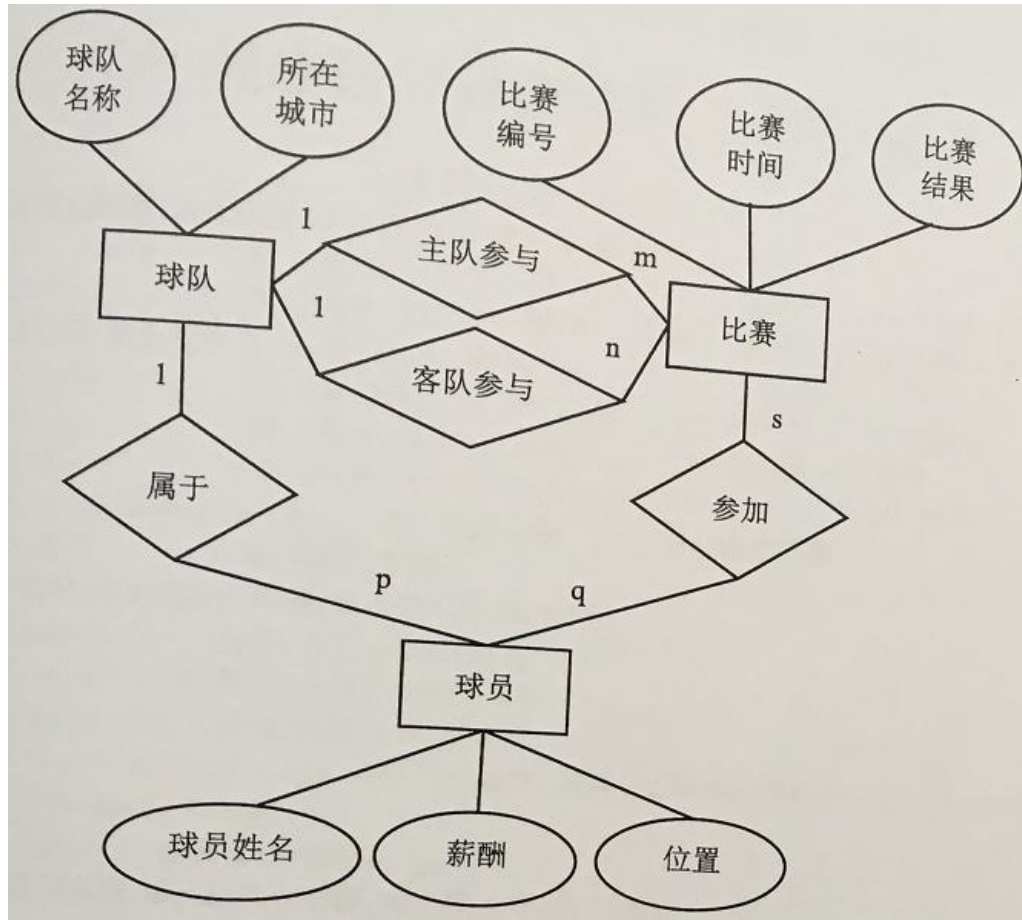 球队
名称
所在
城市
比赛
编号
比赛
时间
比赛
结果
1
主队参与
m
球队
1
比赛
n
客队参与
1
s
属于
参加
p
q
球员
球员姓名
薪酬
位置